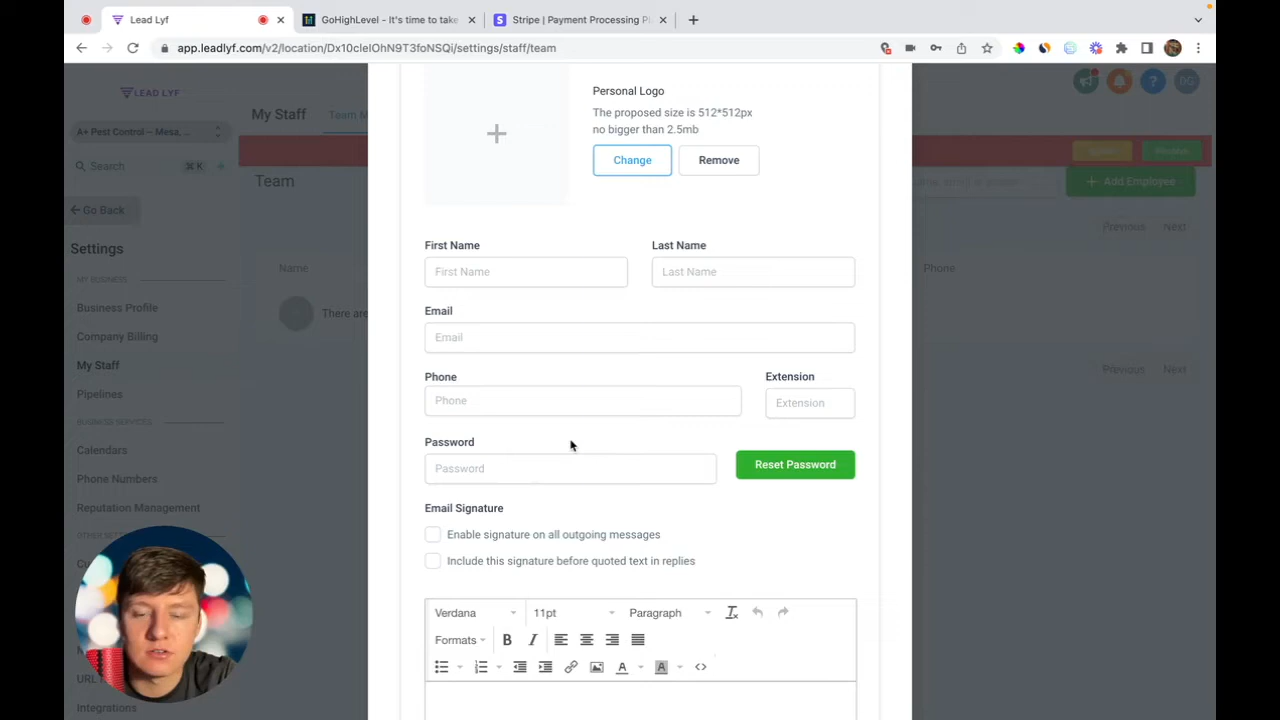 Lead Lyf
GoHighLevel - It's time to take
Stripe | Payment Processing P
app.leadlyf.com/v2/location/Dx10cIeIOhN9T3foNSQi/settings/staff/team
LEAD LYF
My Staff
Team M
A+ Pest Control – Mesa, ...
Search
⌘ K
Team
Add Employee
Go Back
Previous
Next
Settings
Name
Phone
MY BUSINESS
Business Profile
There are
Company Billing
My Staff
Previous
Next
Pipelines
BUSINESS SERVICES
Calendars
Phone Numbers
Reputation Management
Integrations
Personal Logo
The proposed size is 512*512px
no bigger than 2.5mb
Change
Remove
First Name
Last Name
First Name
Last Name
Email
Email
Phone
Extension
Phone
Extension
Password
Password
Reset Password
Email Signature
Enable signature on all outgoing messages
Include this signature before quoted text in replies
Verdana
11pt
Paragraph
Formats
B
I
A
A